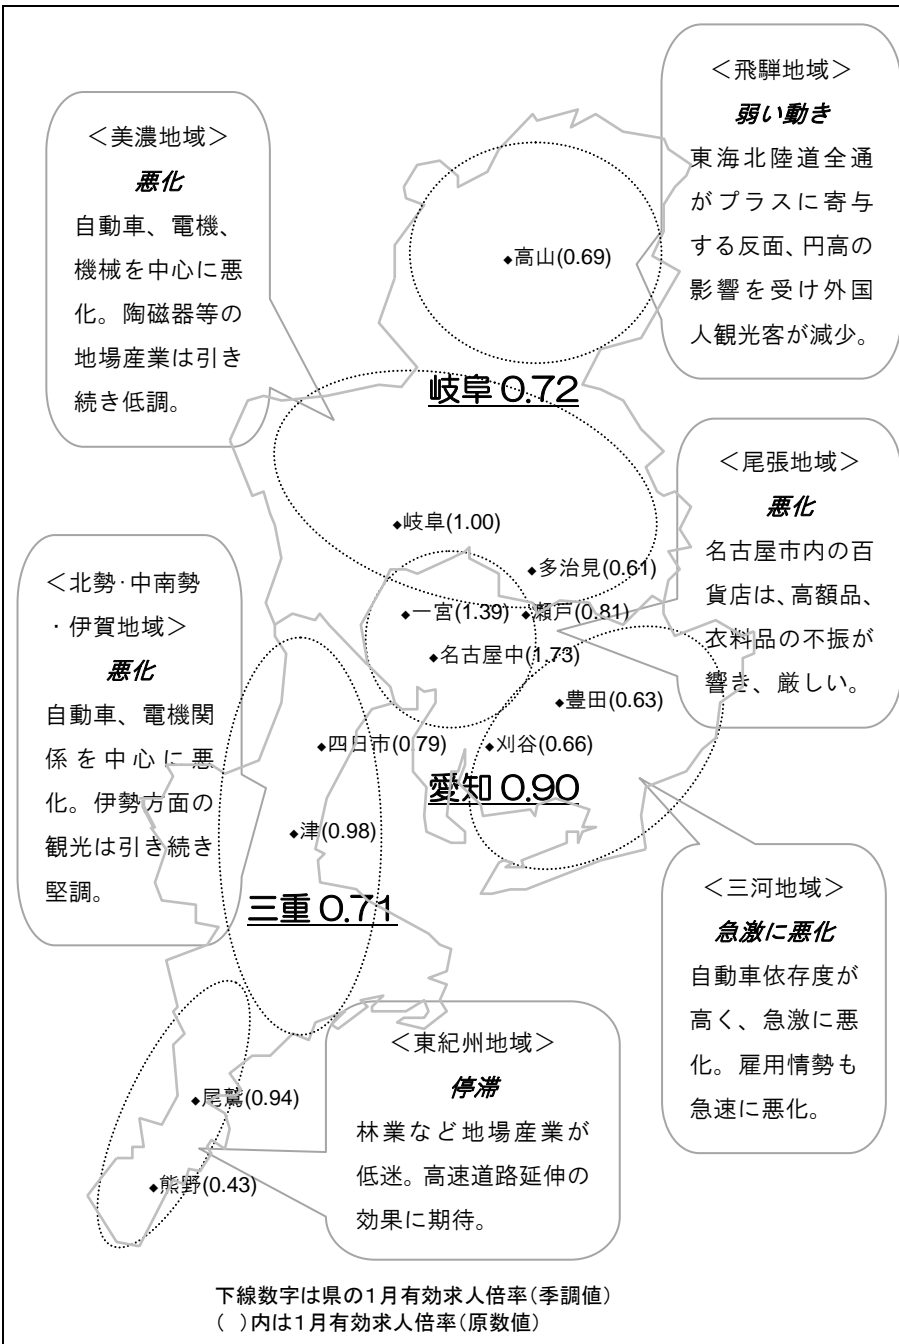 ＜飛騨地域＞
弱い動き
東海北陸道全通
がプラスに寄与
する反面、円高の
影響を受け外国
人観光客が減少。
＜美濃地域＞
悪化
自動車、電機、
機械を中心に悪
化。陶磁器等の
地場産業は引き
続き低調。
◆高山(0.69)
岐阜 0.72
＜尾張地域＞
悪化
名古屋市内の百
貨店は、高額品、
衣料品の不振が
響き、厳しい。
◆岐阜(1.00)
◆多治見(0.61)
◆一宮(1.39)
◆瀬戸(0.81)
◆名古屋中(1.73)
＜北勢・中南勢
・伊賀地域＞
悪化
自動車、電機関
係を中心に悪
化。伊勢方面の
観光は引き続き
堅調。
◆豊田(0.63)
◆四日市(0.79)
◆刈谷(0.66)
愛知 0.90
◆津(0.98)
三重 0.71
＜三河地域＞
急激に悪化
自動車依存度が
高く、急激に悪
化。雇用情勢も
急速に悪化。
＜東紀州地域＞
停滞
林業など地場産業が
低迷。高速道路延伸の
効果に期待。
◆尾鷲(0.94)
◆熊野(0.43)
下線数字は県の1月有効求人倍率(季調値)
(　)内は1月有効求人倍率(原数値)